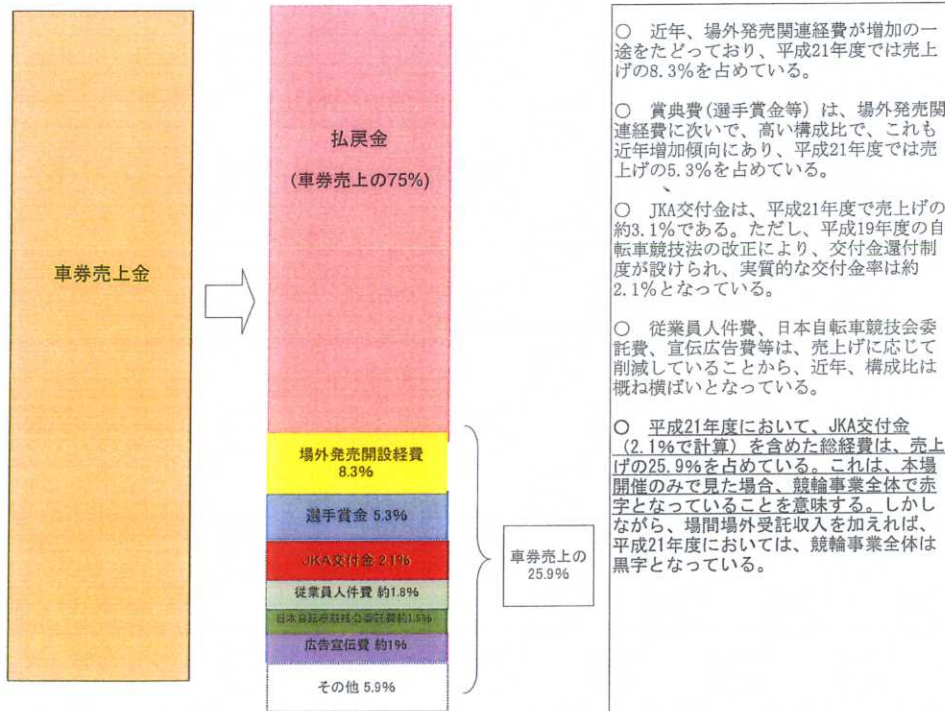 車券売上金
払戻金
(車券売上の75%)
場外発売開設経費
8.3%
選手賞金 5.3%
JKA交付金 2.1%
従業員人件費 約1.8%
日本自転車競技会委託費約1.5%
広告宣伝費 約1%
その他 5.9%
車券売上の
25.9%
○　近年、場外発売関連経費が増加の一
途をたどっており、平成21年度では売上
げの8.3%を占めている。
○　賞典費(選手賞金等) は、場外発売関
連経費に次いで、高い構成比で、これも
近年増加傾向にあり、平成21年度では売
上げの5.3%を占めている。
○　JKA交付金は、平成21年度で売上げの
約3.1%である。ただし、平成19年度の自
転車競技法の改正により、交付金還付制
度が設けられ、実質的な交付金率は約
2.1%となっている。
○　従業員人件費、日本自転車競技会委
託費、宣伝広告費等は、売上げに応じて
削減していることから、近年、構成比は
概ね横ばいとなっている。
○　平成21年度において、JKA交付金
（2.1%で計算）を含めた総経費は、売上
げの25.9%を占めている。これは、本場
開催のみで見た場合、競輪事業全体で赤
字となっていることを意味する。しかし
ながら、場間場外受託収入を加えれば、
平成21年度においては、競輪事業全体は
黒字となっている。